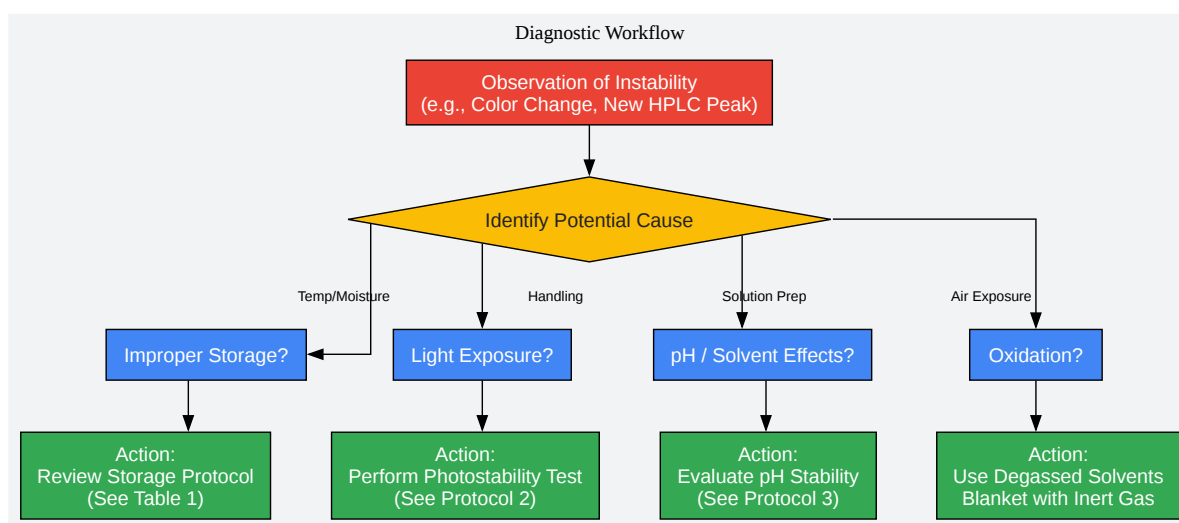 Diagnostic Workflow
Observation of Instability
(e.g., Color Change, New HPLC Peak)
Identify Potential Cause
Temp/Moisture
Handling
Solution Prep
Air Exposure
Improper Storage?
Light Exposure?
pH / Solvent Effects?
Oxidation?
Action:
Review Storage Protocol
(See Table 1)
Action:
Perform Photostability Test
(See Protocol 2)
Action:
Evaluate pH Stability
(See Protocol 3)
Action:
Use Degassed Solvents
Blanket with Inert Gas